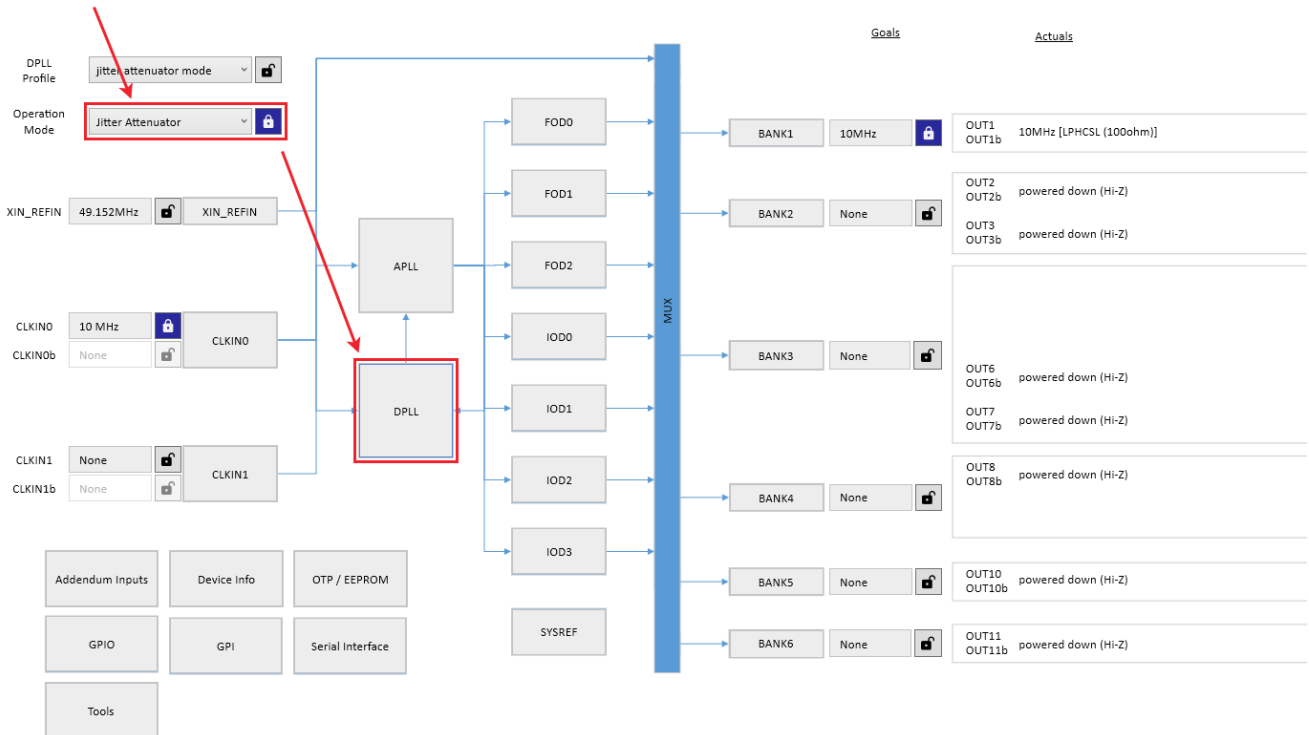 Goals
Actuals
DPLL
Profile
jitter attenuator mode
Operation
Mode
Jitter Attenuator
XIN_REFIN
49.152MHz
XIN_REFIN
CLKIN0
10 MHz
CLKIN0b
None
CLKIN0
CLKIN1
None
CLKIN1b
None
CLKIN1
APLL
DPLL
FOD0
FOD1
FOD2
IOD0
IOD1
IOD2
IOD3
SYSREF
MUX
BANK1
10MHz
OUT1
OUT1b
10MHz [LPHCSL (100ohm)]
BANK2
None
OUT2
OUT2b
powered down (Hi-Z)
OUT3
OUT3b
powered down (Hi-Z)
BANK3
None
OUT6
OUT6b
powered down (Hi-Z)
OUT7
OUT7b
powered down (Hi-Z)
BANK4
None
OUT8
OUT8b
powered down (Hi-Z)
BANK5
None
OUT10
OUT10b
powered down (Hi-Z)
BANK6
None
OUT11
OUT11b
powered down (Hi-Z)
Addendum Inputs
Device Info
OTP / EEPROM
GPIO
GPI
Serial Interface
Tools